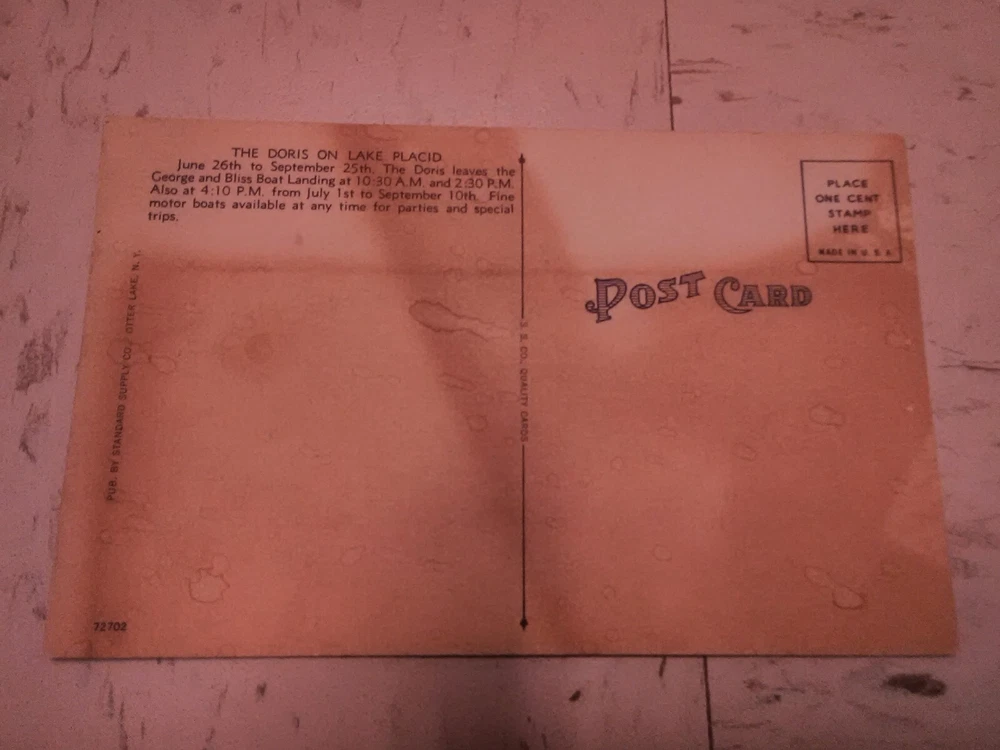 THE DORIS ON LAKE PLACID
June 26th to September 25th. The Doris leaves the
George and Bliss Boat Landing at 10:30 A.M. and 2:30 P.M.
Also at 4:10 P.M. from July 1st to September 10th. Fine
motor boats available at any time for parties and special
trips.
PUB. BY STANDARD SUPPLY CO., OTTER LAKE, N. Y.
72702
S. CO. QUALITY CARDS
POST CARD
PLACE
ONE CENT
STAMP
HERE
MADE IN U. S. A.